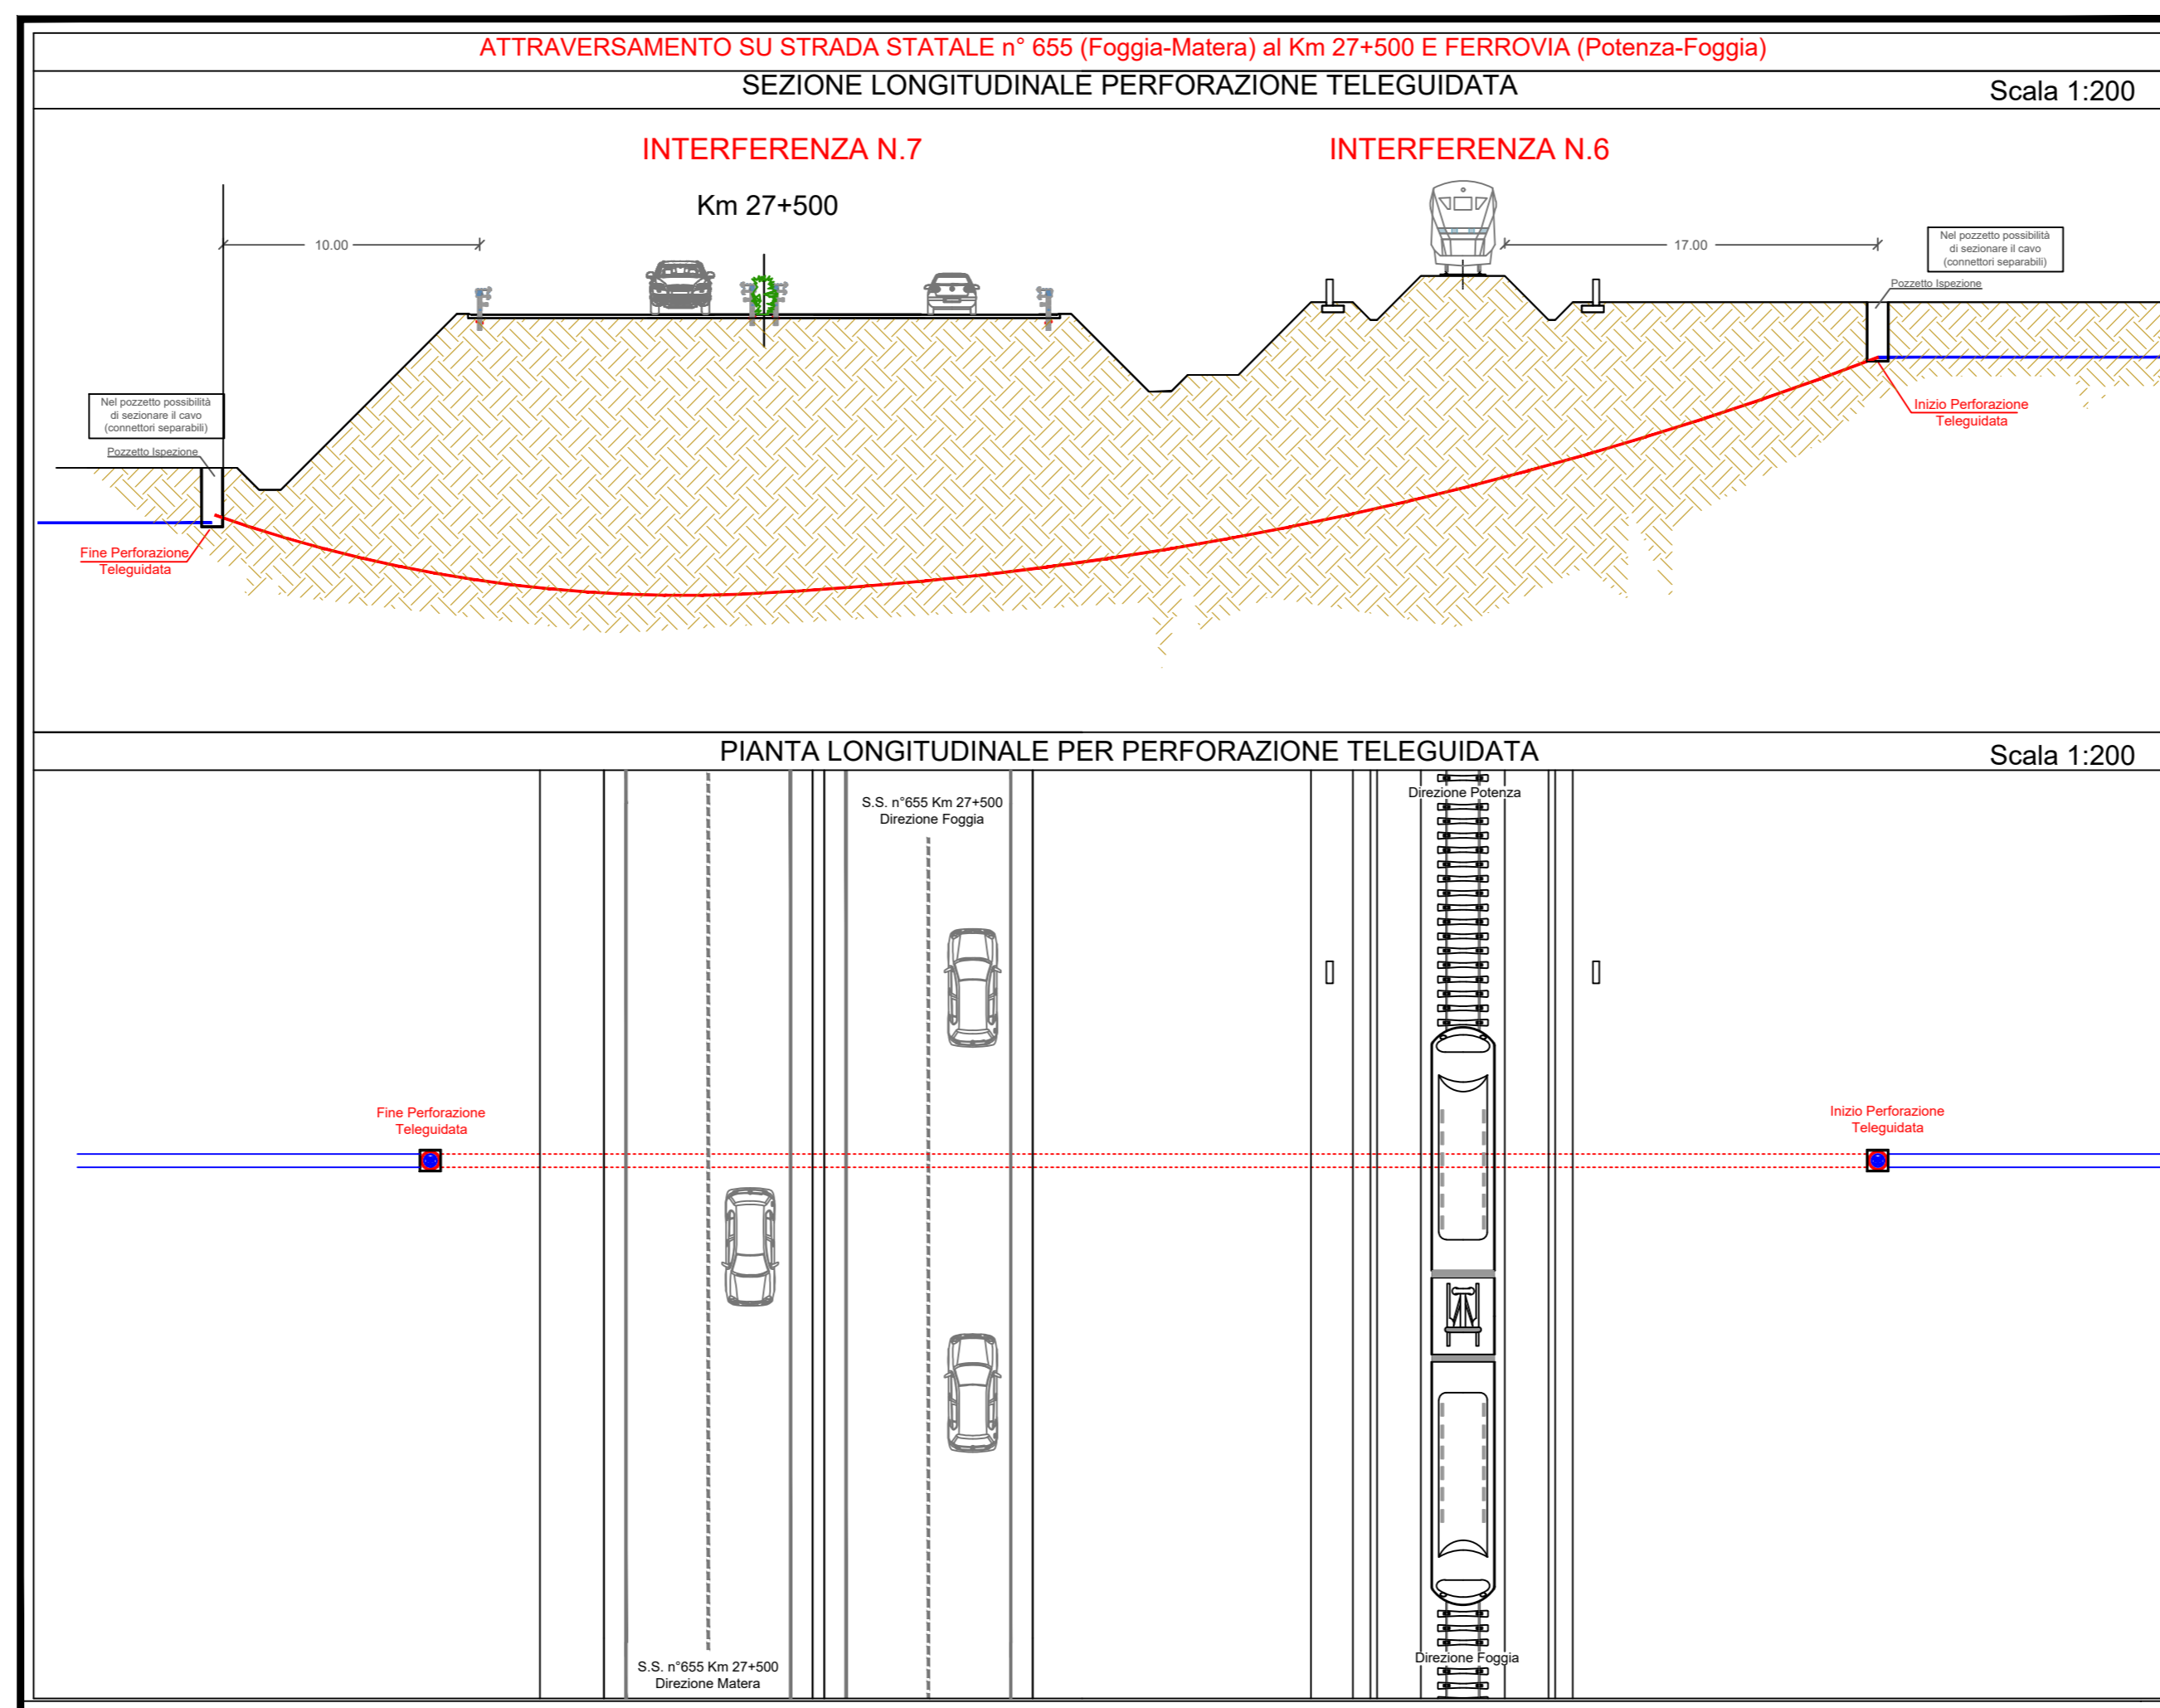 ATTRAVERSAMENTO SU STRADA STATALE n° 655 (Foggia-Matera) al Km 27+500 E FERROVIA (Potenza-Foggia)
SEZIONE LONGITUDINALE PERFORAZIONE TELEGUIDATA
Scala 1:200
INTERFERENZA N.7
INTERFERENZA N.6
Km 27+500
10.00
17.00
Nel pozzetto possibilità
di sezionare il cavo
(connettori separabili)
Pozzetto Ispezione
Nel pozzetto possibilità
di sezionare il cavo
(connettori separabili)
Pozzetto Ispezione
Inizio Perforazione
Teleguidata
Fine Perforazione
Teleguidata
PIANTA LONGITUDINALE PER PERFORAZIONE TELEGUIDATA
Scala 1:200
S.S. n°655 Km 27+500
Direzione Foggia
Direzione Potenza
Fine Perforazione
Teleguidata
Inizio Perforazione
Teleguidata
S.S. n°655 Km 27+500
Direzione Matera
Direzione Foggia